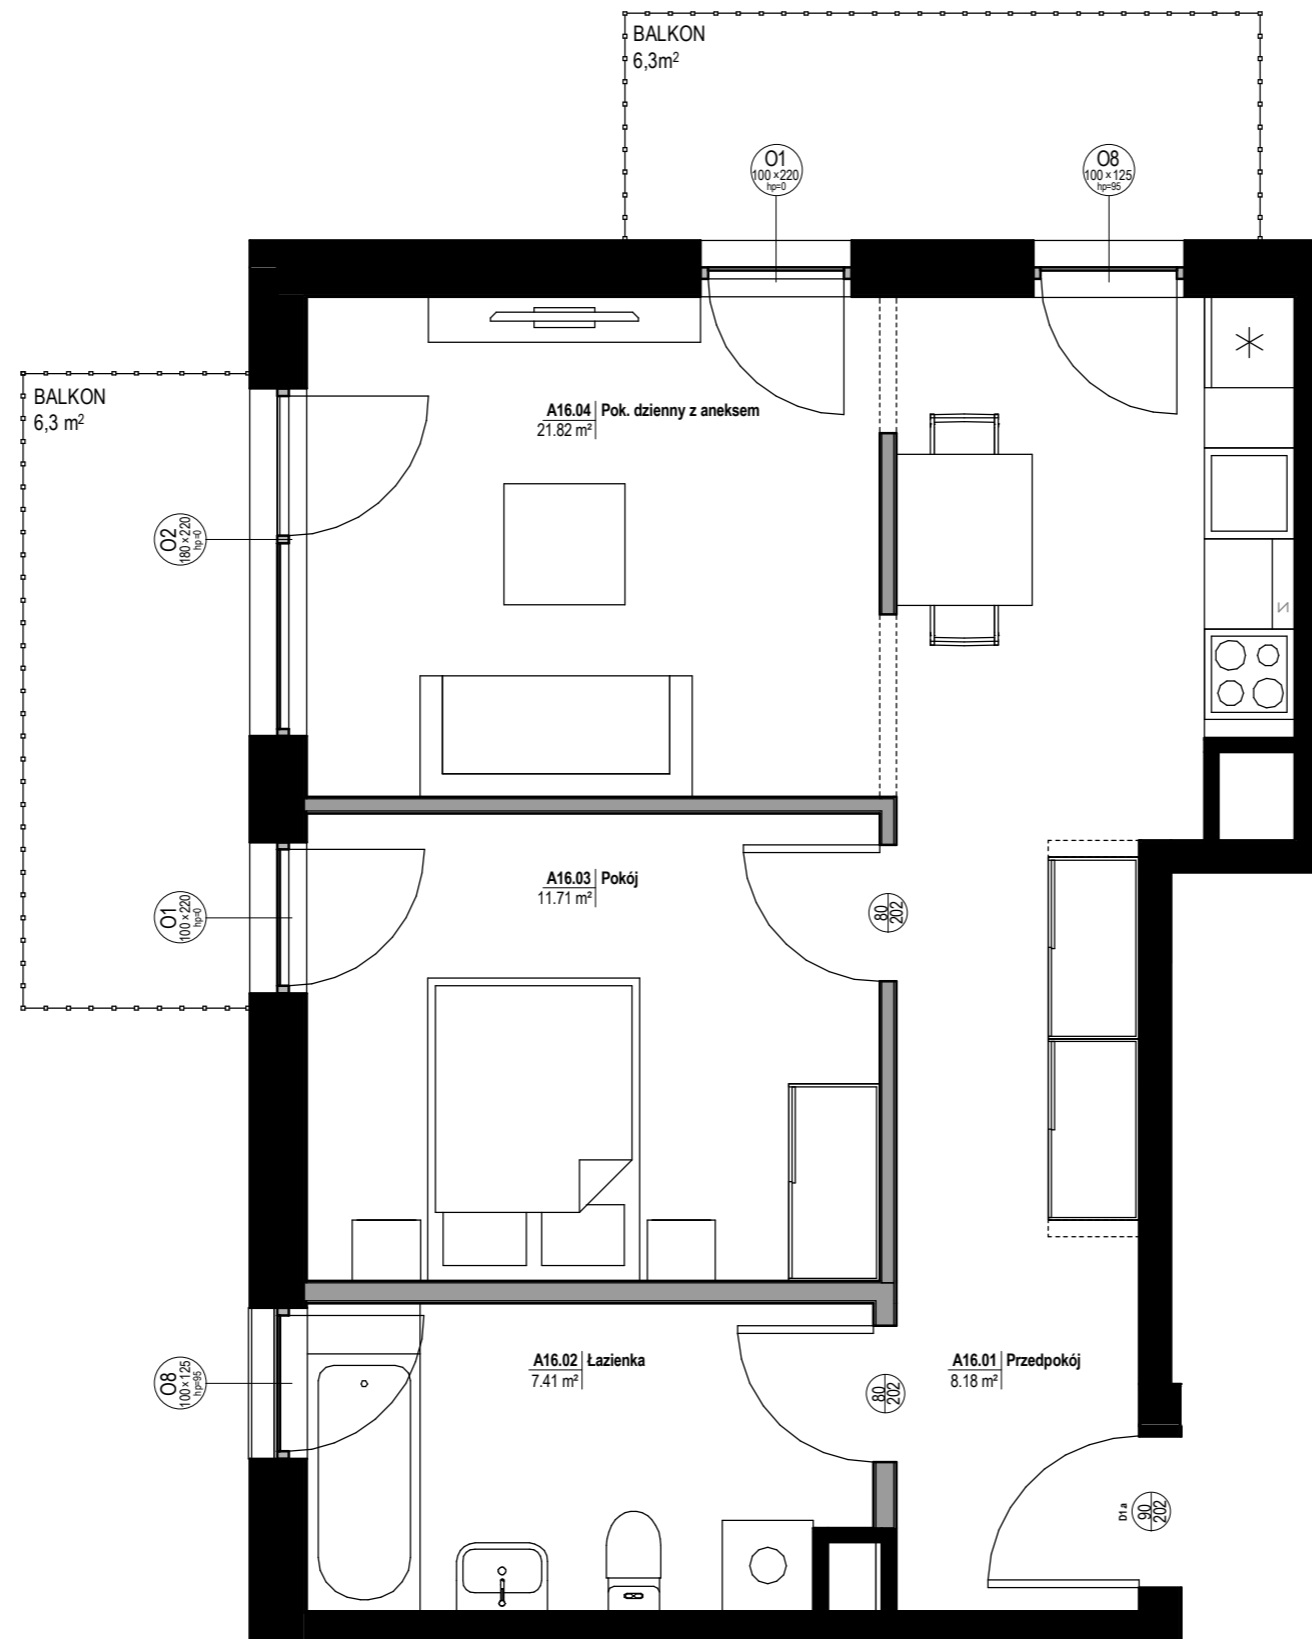 BALKON
6,3m²
O1
100×220
hp=0
O8
100×125
hp=95
BALKON
6,3 m²
A16.04 Pok. dzienny z aneksem
21.82 m²
O2
180×220
hp=0
A16.03 Pokój
11.71 m²
O1
100×220
hp=0
80
202
A16.02 Łazienka
7.41 m²
A16.01 Przedpokój
8.18 m²
O8
100×125
hp=95
80
202
D1a
90
202